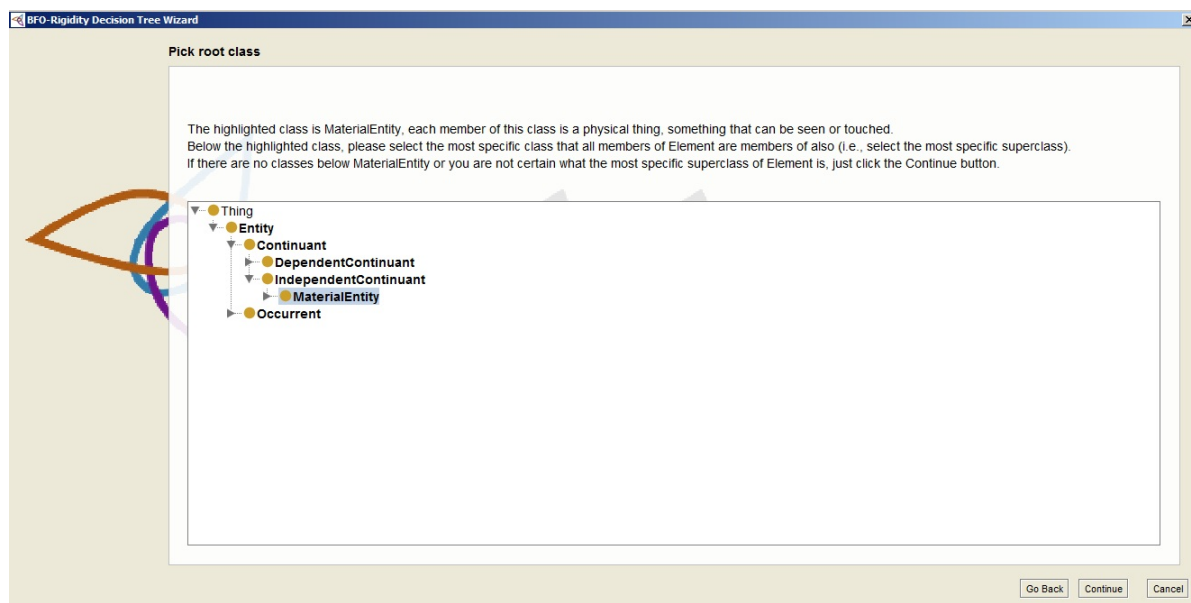 BFO-Rigidity Decision Tree Wizard
Pick root class
The highlighted class is MaterialEntity, each member of this class is a physical thing, something that can be seen or touched.
Below the highlighted class, please select the most specific class that all members of Element are members of also (i.e., select the most specific superclass).
If there are no classes below MaterialEntity or you are not certain what the most specific superclass of Element is, just click the Continue button.
Thing
Entity
Continuant
DependentContinuant
IndependentContinuant
MaterialEntity
Occurrent
Go Back Continue Cancel